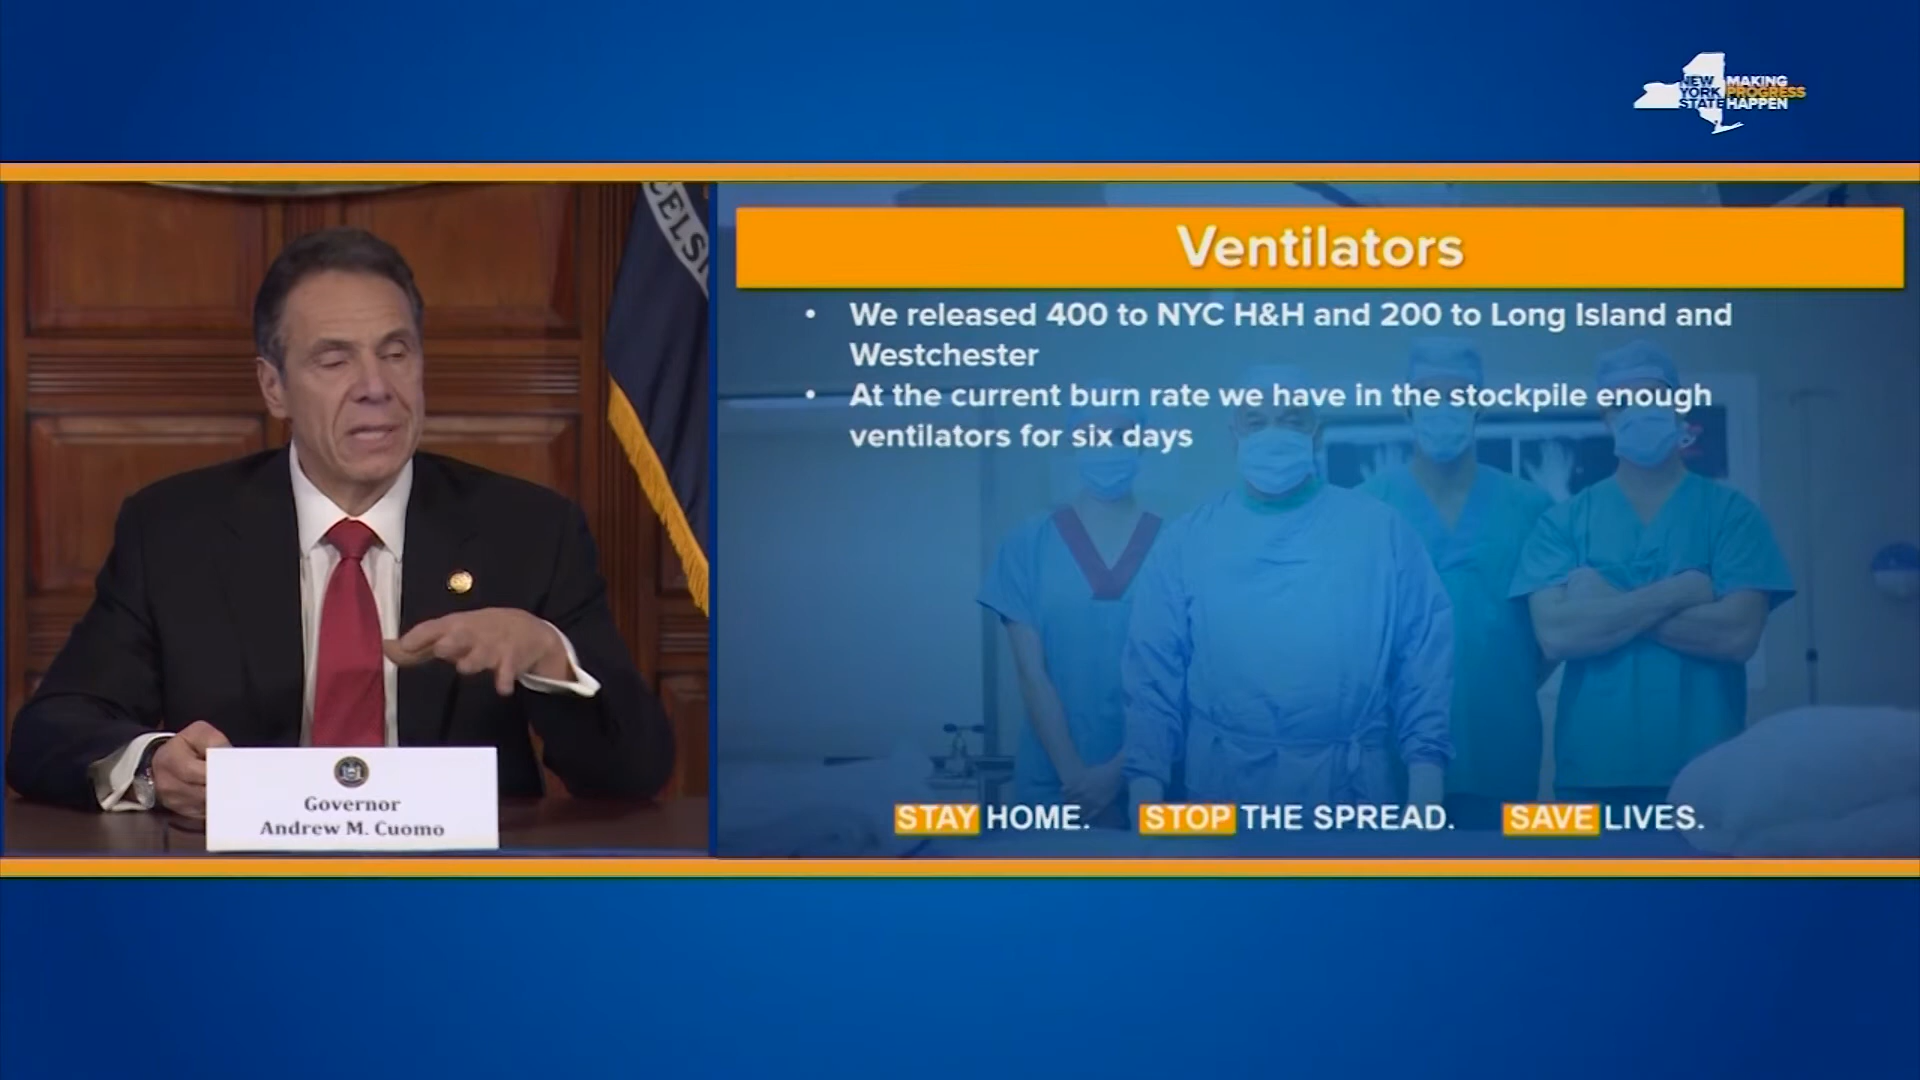 NEW
YORK
STATE
MAKING
PROGRESS
HAPPEN
CELS
Ventilators
• We released 400 to NYC H&H and 200 to Long Island and
Westchester
• At the current burn rate we have in the stockpile enough
ventilators for six days
Governor
Andrew M. Cuomo
STAY HOME. STOP THE SPREAD. SAVE LIVES.